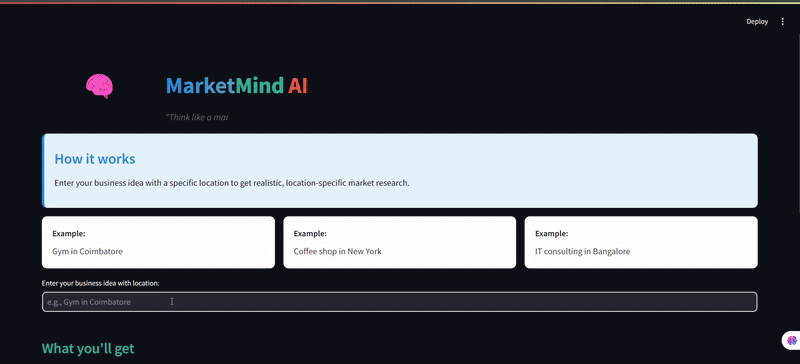 Deploy
MarketMind AI
"Think like a mar
How it works
Enter your business idea with a specific location to get realistic, location-specific market research.
Example:
Gym in Coimbatore
Example:
Coffee shop in New York
Example:
IT consulting in Bangalore
Enter your business idea with location:
e.g., Gym in Coimbatore
What you'll get